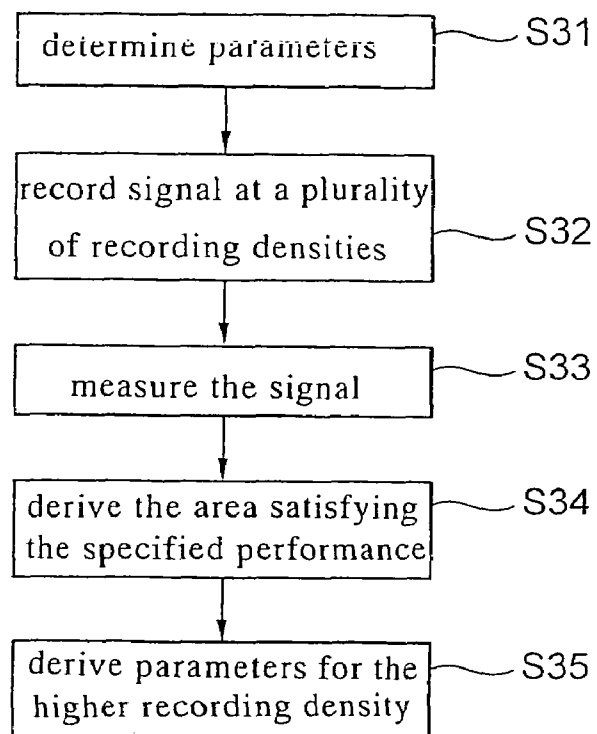 determine parameters
S31
record signal at a plurality
of recording densities
S32
measure the signal
S33
derive the area satisfying
the specified performance
S34
derive parameters for the
higher recording density
S35